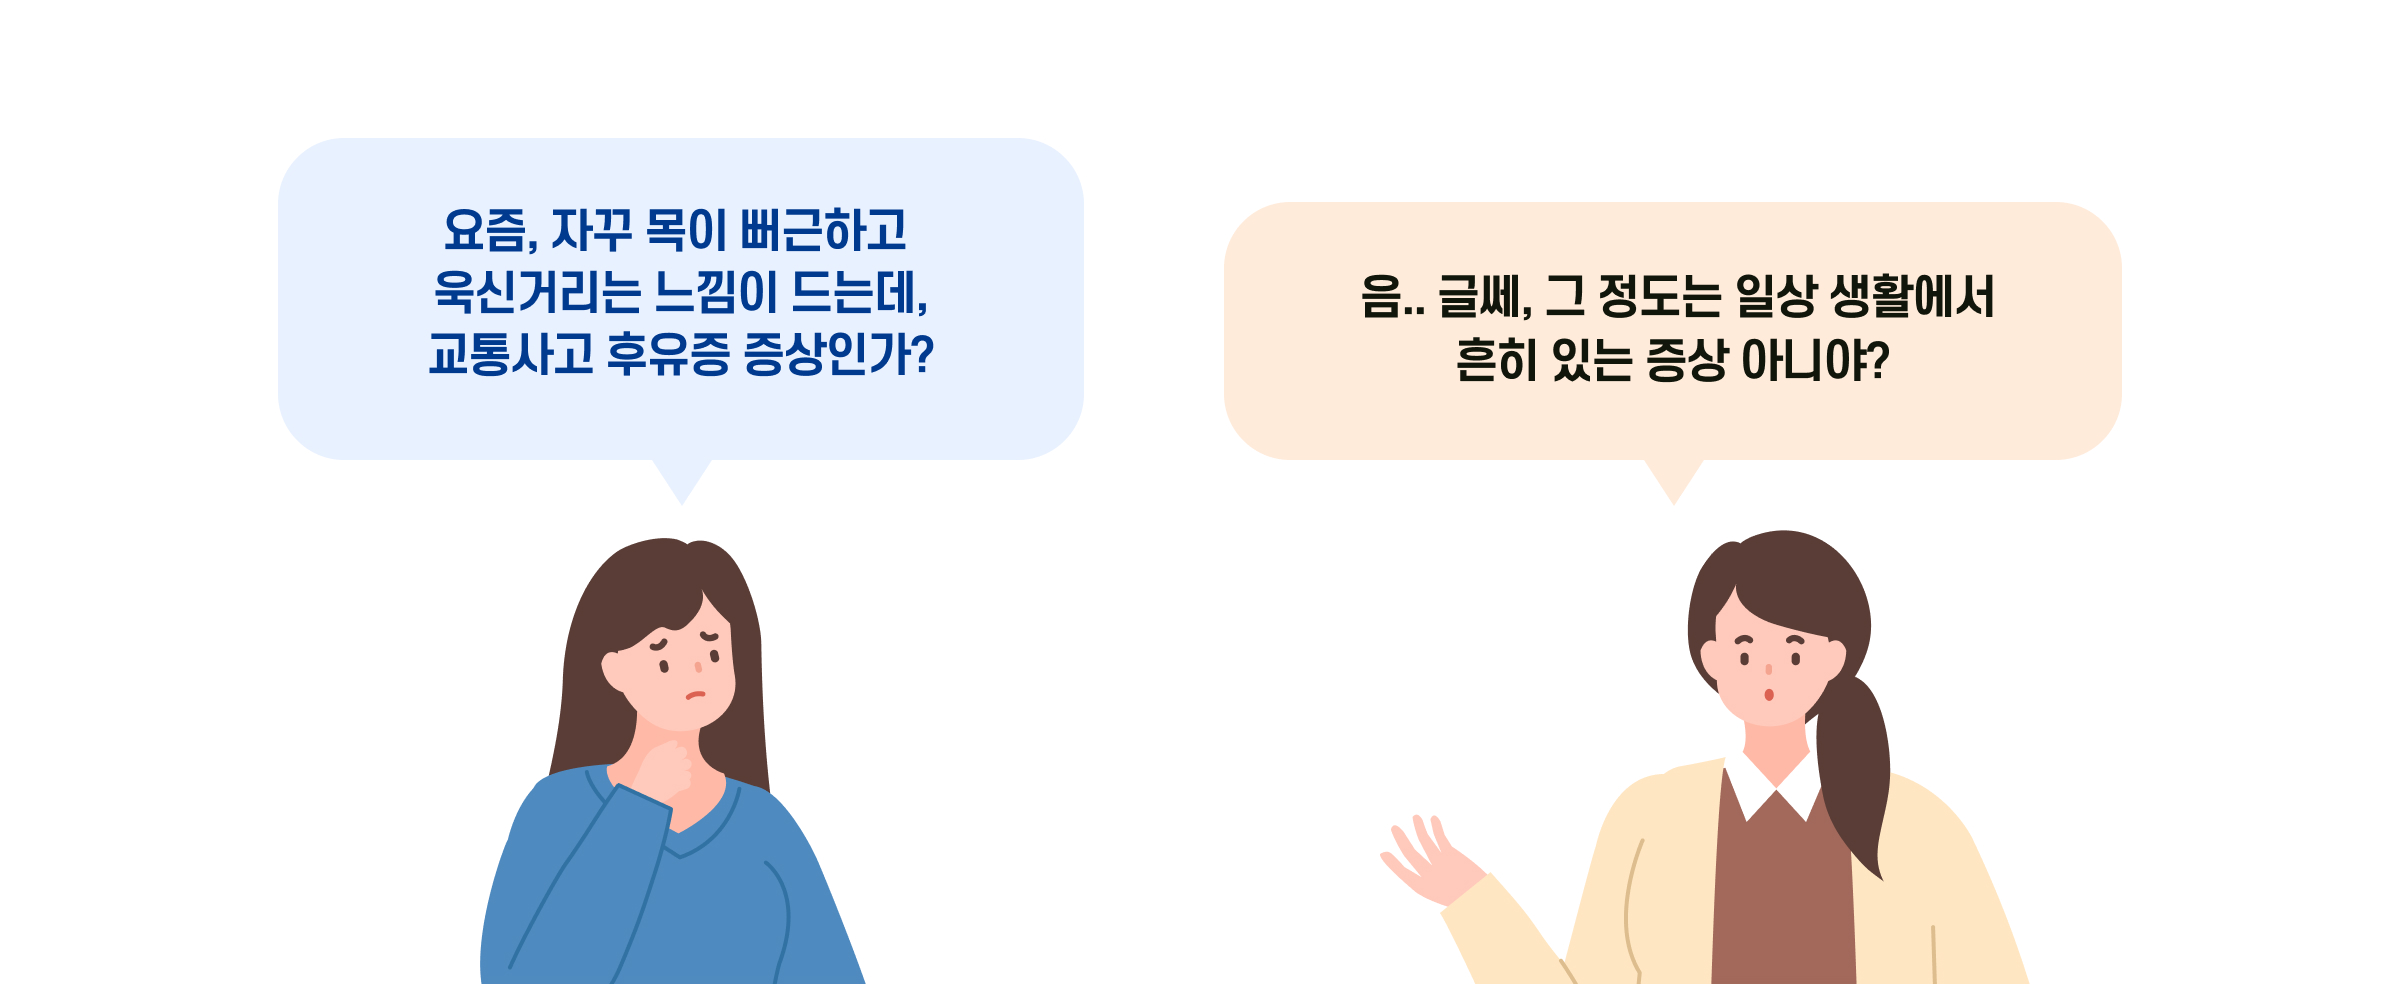 요즘, 자꾸 목이 뻐근하고
욱신거리는 느낌이 드는데,
교통사고 후유증 증상인가?
음.. 글쎄, 그 정도는 일상 생활에서
흔히 있는 증상 아니야?